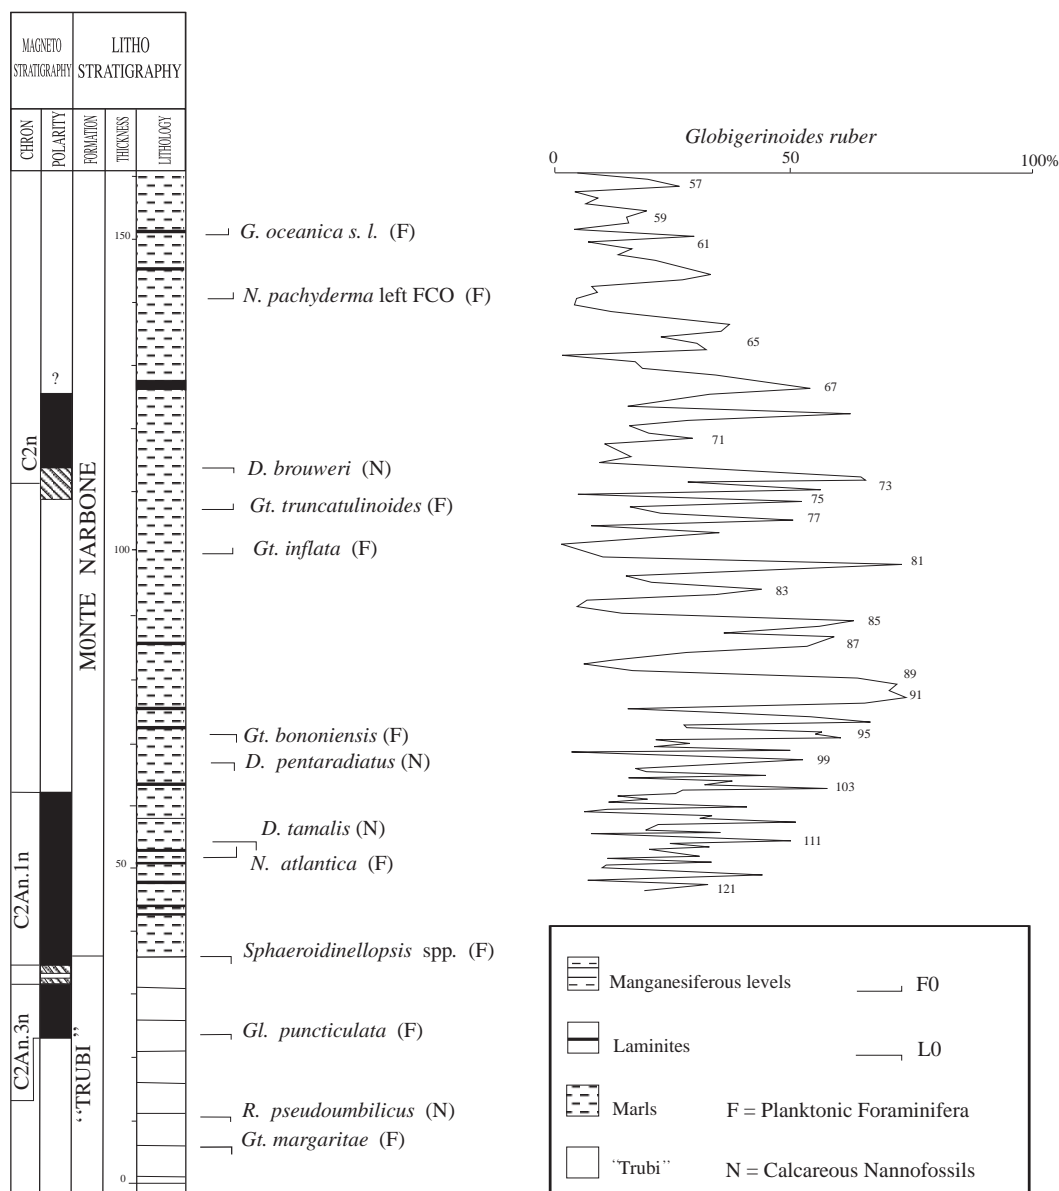 MAGNETO
STRATIGRAPHY
LITHO
STRATIGRAPHY
CHRON
POLARITY
FORMATION
THICKNESS
LITHOLOGY
Globigerinoides ruber
0 50 100%
57
59
150
G. oceanica s. l. (F)
61
N. pachyderma left FCO (F)
65
?
67
C2n
71
D. brouweri (N)
73
75
Gt. truncatulinoides (F)
77
M0NTE NARBONE
100
Gt. inflata (F)
81
83
85
87
89
91
Gt. bononiensis (F)
95
D. pentaradiatus (N)
99
103
D. tamalis (N)
111
50
N. atlantica (F)
121
C2An.1n
Sphaeroidinellopsis spp. (F)
Gl. puncticulata (F)
C2An.3n
"TRUBI"
R. pseudoumbilicus (N)
Gt. margaritae (F)
0
Manganesiferous levels
F0
Laminites
L0
Marls
F = Planktonic Foraminifera
"Trubi"
N = Calcareous Nannofossils